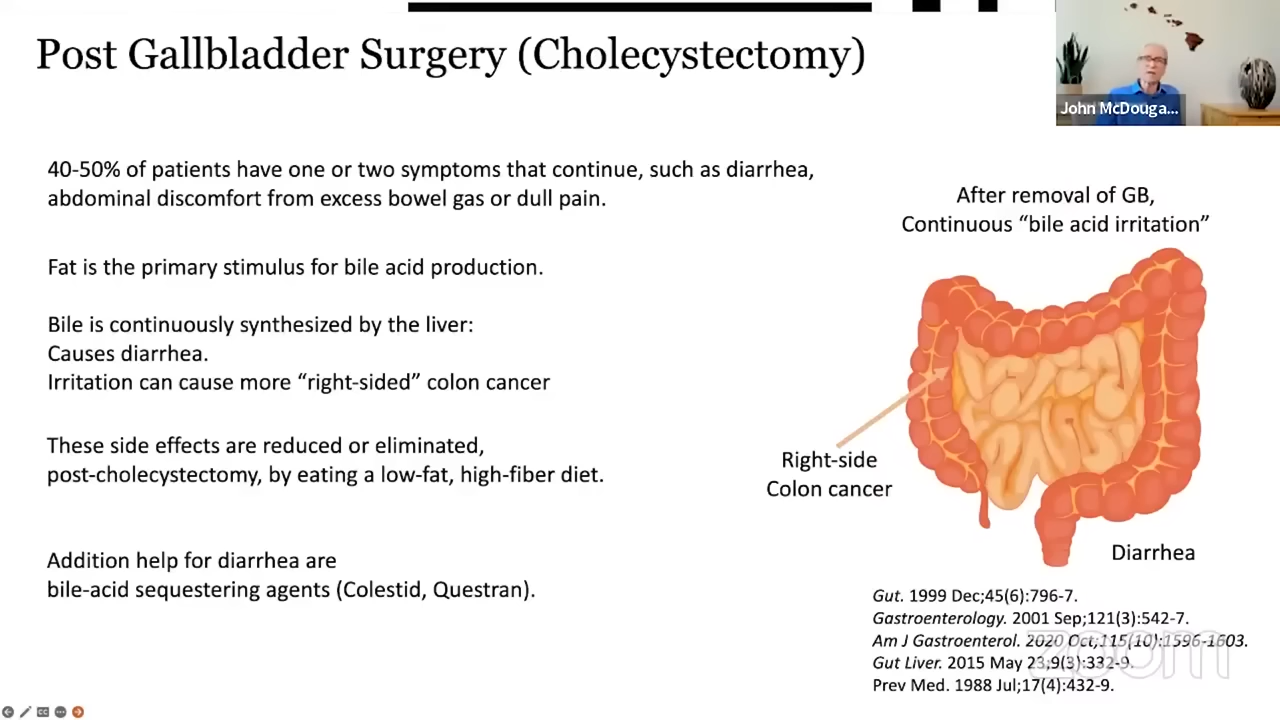 Post Gallbladder Surgery (Cholecystectomy)
John McDouga...
40-50% of patients have one or two symptoms that continue, such as diarrhea,
abdominal discomfort from excess bowel gas or dull pain.
Fat is the primary stimulus for bile acid production.
Bile is continuously synthesized by the liver:
Causes diarrhea.
Irritation can cause more “right-sided” colon cancer
These side effects are reduced or eliminated,
post-cholecystectomy, by eating a low-fat, high-fiber diet.
Addition help for diarrhea are
bile-acid sequestering agents (Colestid, Questran).
After removal of GB,
Continuous “bile acid irritation”
Right-side
Colon cancer
Diarrhea
Gut. 1999 Dec;45(6):796-7.
Gastroenterology. 2001 Sep;121(3):542-7.
Am J Gastroenterol. 2020 Oct;115(10):1596-1603.
Gut Liver. 2015 May 23;9(3):332-9.
Prev Med. 1988 Jul;17(4):432-9.
zoom
CC